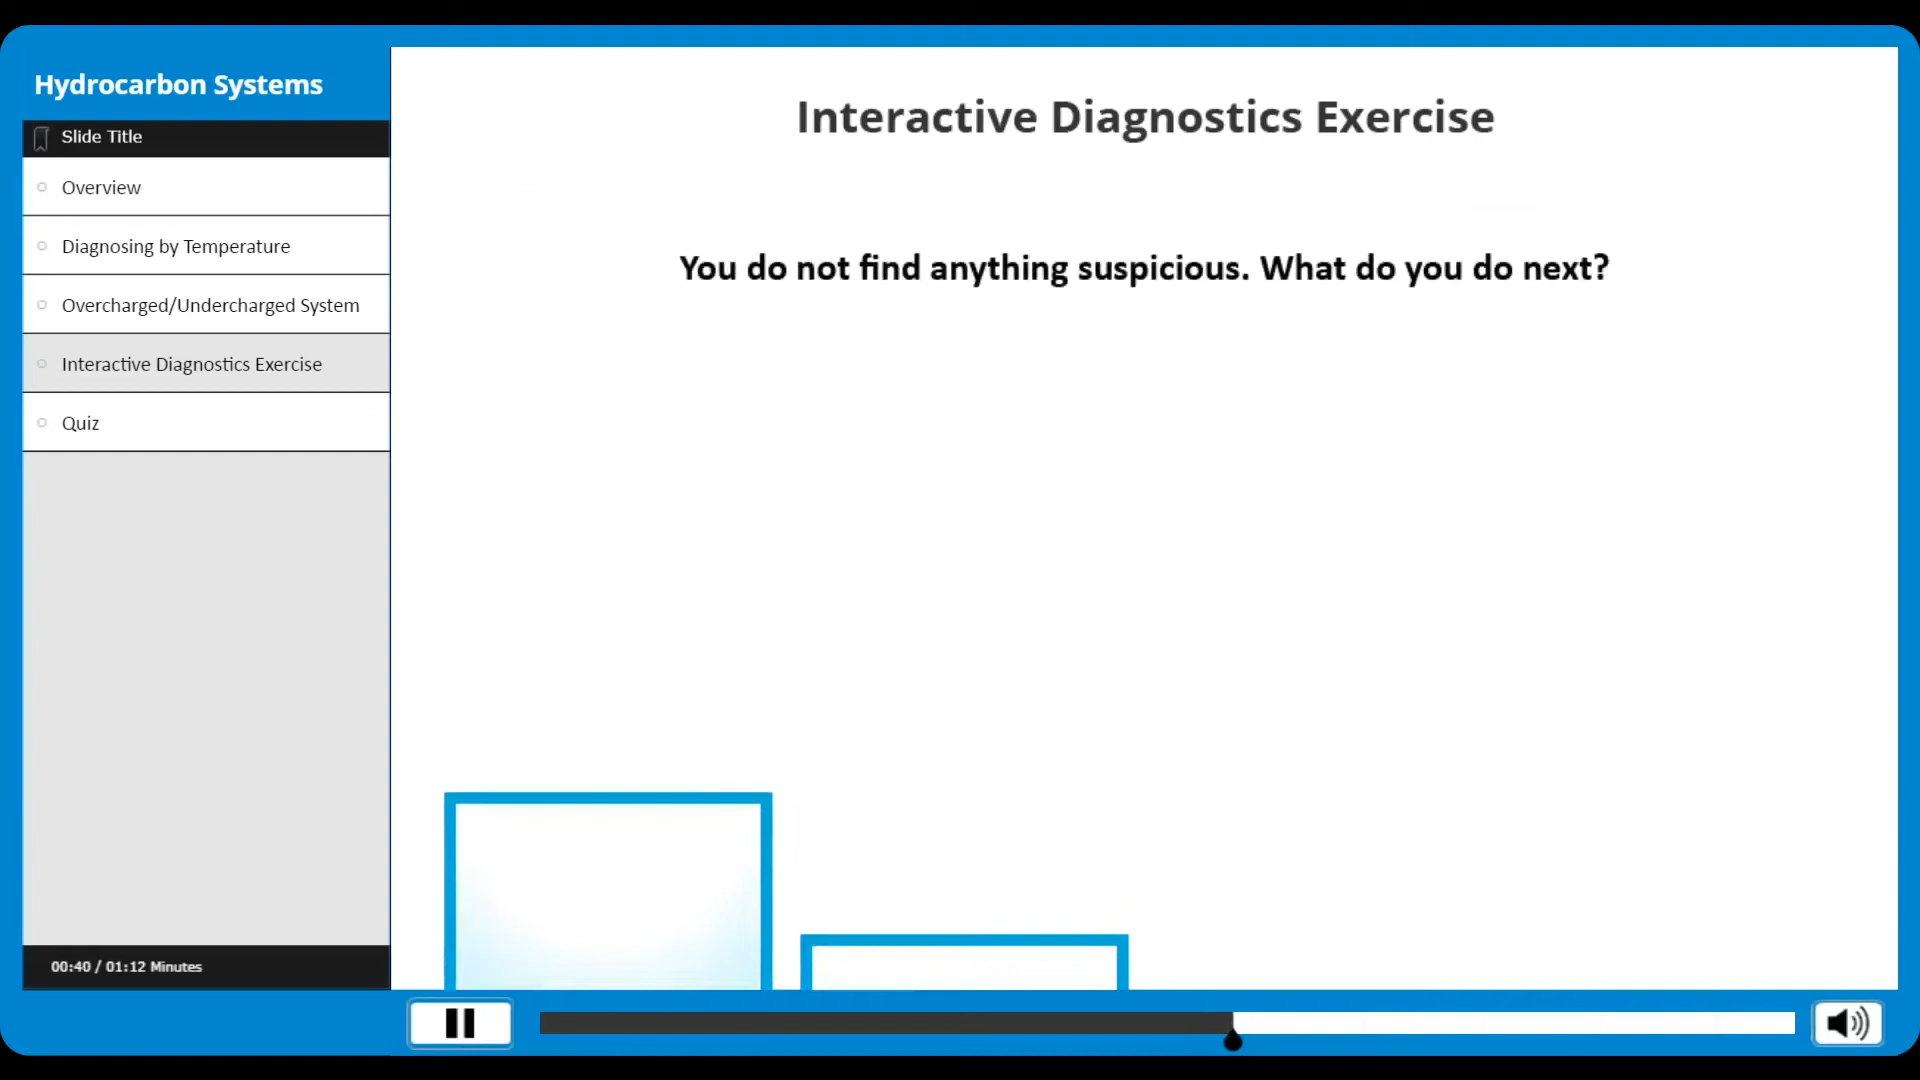 Hydrocarbon Systems
Slide Title
Overview
Diagnosing by Temperature
Overcharged/Undercharged System
Interactive Diagnostics Exercise
Quiz
00:40 / 01:12 Minutes
Interactive Diagnostics Exercise
You do not find anything suspicious. What do you do next?